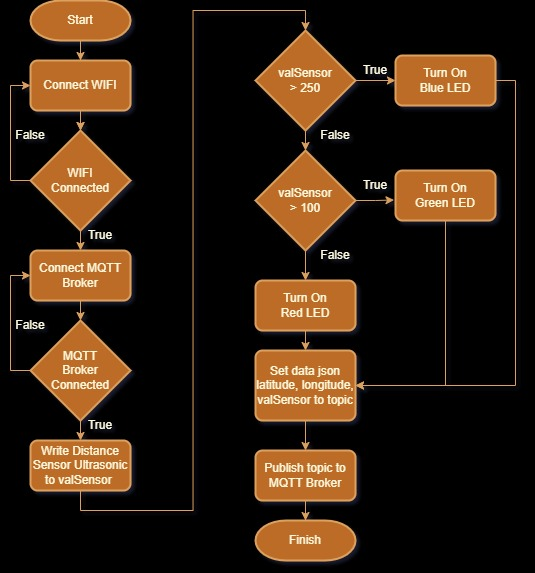 Start
Connect WIFI
False
WIFI
Connected
True
Connect MQTT
Broker
False
MQTT
Broker
Connected
True
Write Distance
Sensor Ultrasonic
to valSensor
valSensor
> 250
True
Turn On
Blue LED
False
valSensor
> 100
True
Turn On
Green LED
False
Turn On
Red LED
Set data json
latitude, longitude,
valSensor to topic
Publish topic to
MQTT Broker
Finish